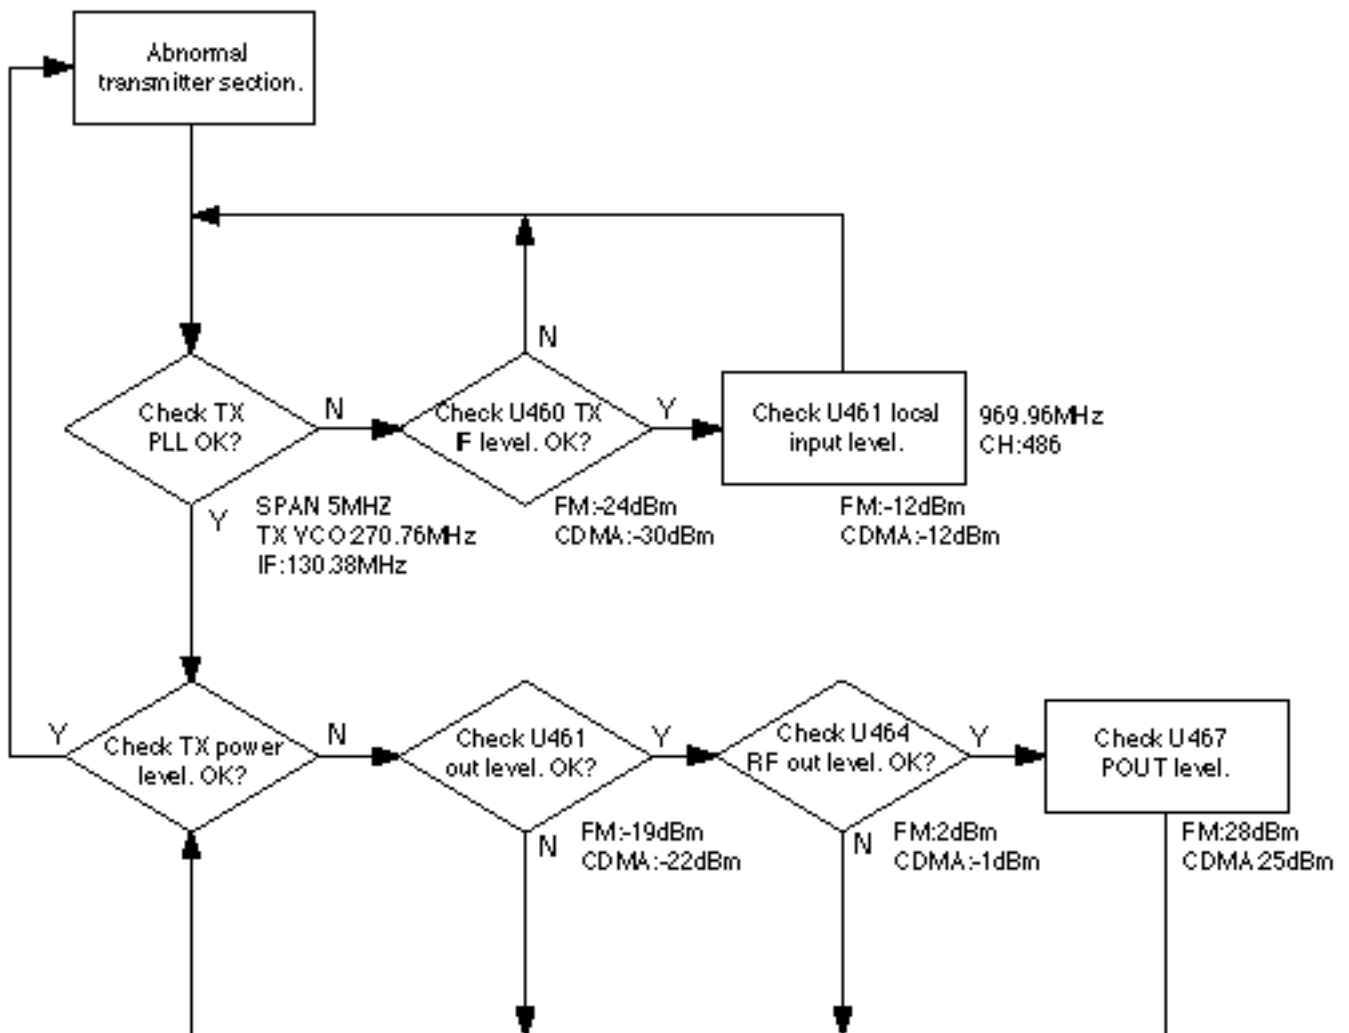 Abnormal
transmitter section.
N
Check TX
PLL OK?
N
Check U460 TX
IF level. OK?
Y
Check U461 local
input level.
969.96MHz
CH:486
Y
SPAN 5MHZ
TX VCO:270.76MHz
IF:130.38MHz
FM:-24dBm
CDMA:-30dBm
FM:-12dBm
CDMA:-12dBm
Y
Check TX power
level. OK?
N
Check U461
out level. OK?
Y
Check U464
RF out level. OK?
Y
Check U467
POUT level.
N
FM:-19dBm
CDMA:-22dBm
N
FM:2dBm
CDMA:-1dBm
FM:28dBm
CDMA:25dBm